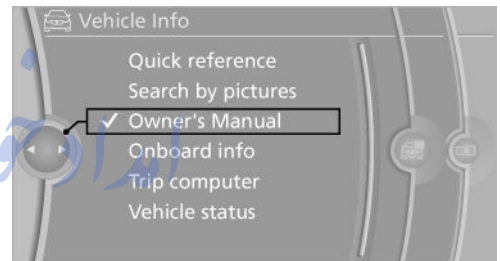 Vehicle Info
Quick reference
Search by pictures
✓ Owner's Manual
Onboard info
Trip computer
Vehicle status